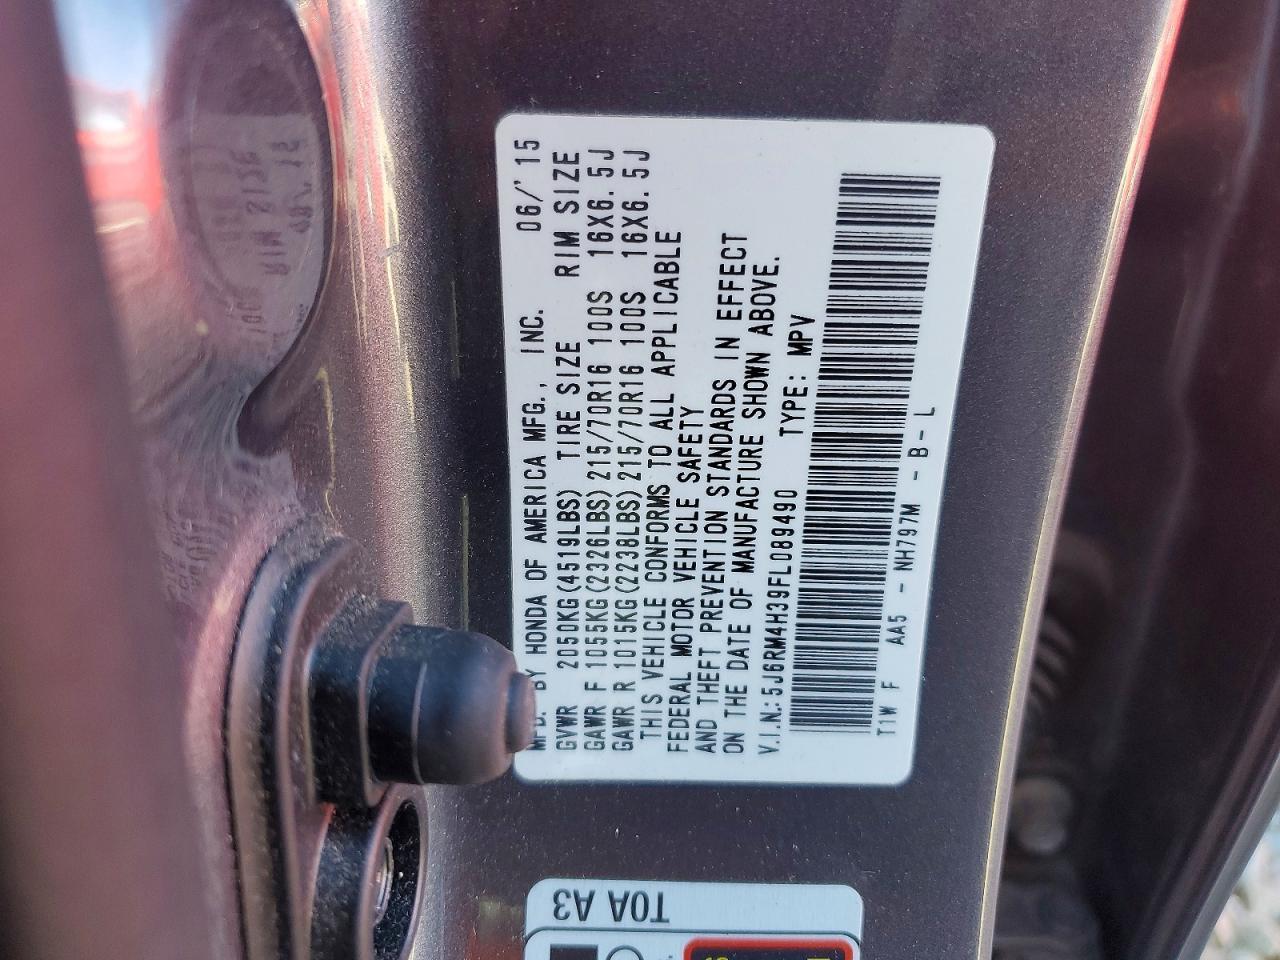 MFD. BY HONDA OF AMERICA MFG., INC. 06/'15
GVWR 2050KG(4519LBS) TIRE SIZE RIM SIZE
GAWR F 1055KG(2326LBS)215/70R16 100S 16X6.5J
GAWR R 1015KG(2238LBS)215/70R16 100S 16X6.5J
THIS VEHICLE CONFORMS TO ALL APPLICABLE
FEDERAL MOTOR VEHICLE SAFETY
AND THEFT PREVENTION STANDARDS IN EFFECT
ON THE DATE OF MANUFACTURE SHOWN ABOVE.
V.I.N.:5J6RM4H39FL089490 TYPE: MPV
T1W F AA5 - NH797M - B - L
T0A A3